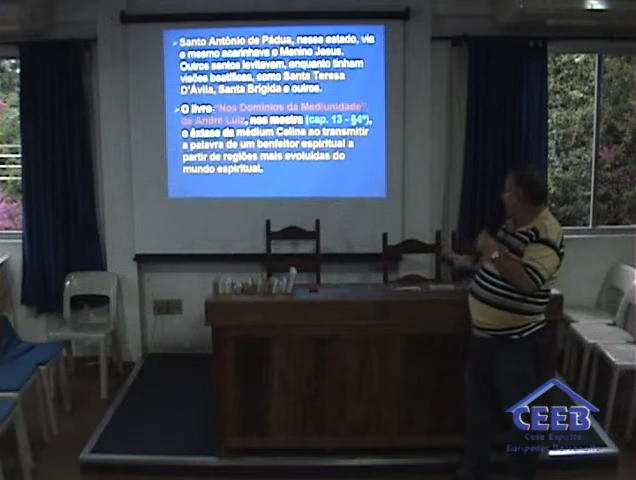 Santo Antônio de Pádua, nesse estado, via
e mesmo acarinhava o Menino Jesus.
Outros santos levitavam, enquanto tinham
visões beatíficas, como Santa Teresa
D'Ávila, Santa Brígida e outros.
O livro "Nos Domínios da Mediunidade",
de André Luiz, nos mostra (cap. 13 - §4º),
o êxtase da médium Celina ao transmitir
a palavra de um benfeitor espiritual a
partir de regiões mais evoluídas do
mundo espiritual.
CEEB
Casa Espírita